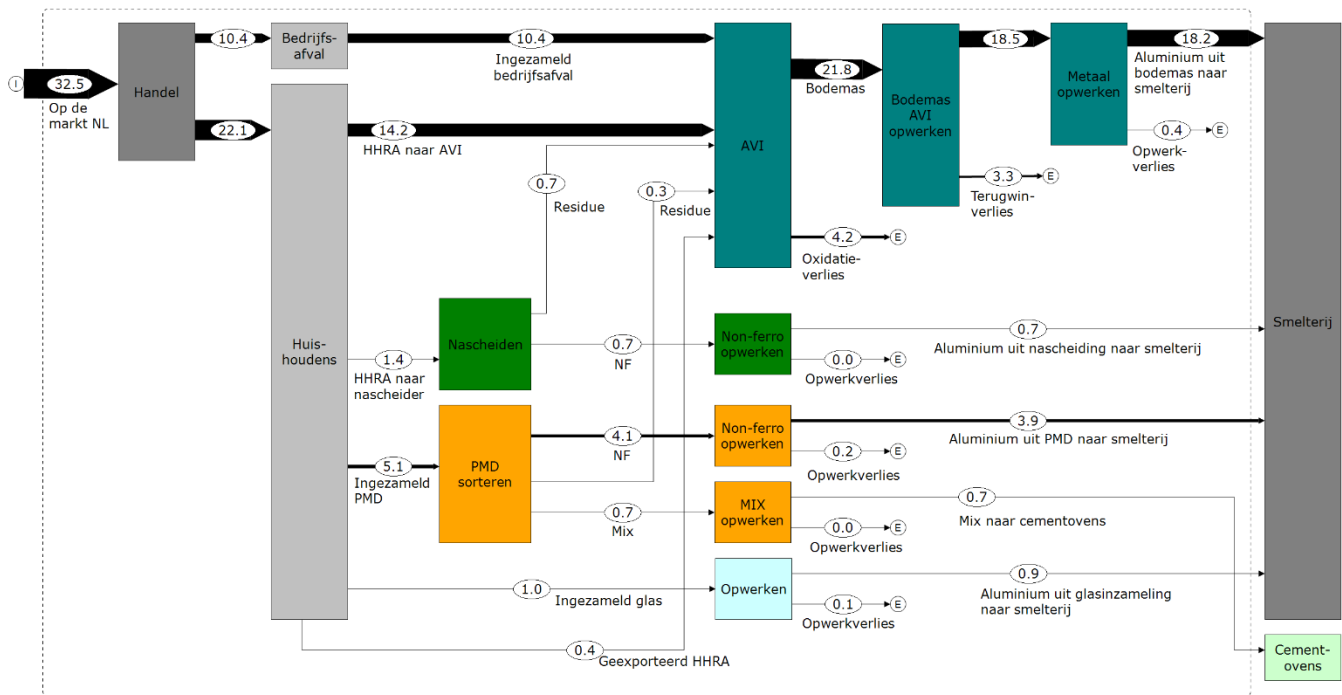 I
32.5
Op de
markt NL
Handel
10.4
22.1
Bedrijfs-
afval
10.4
Ingezameld
bedrijfsafval
14.2
HHRA naar AVI
Huis-
houdens
0.7
Residue
0.3
Residue
AVI
21.8
Bodemas
4.2
E
Oxidatie-
verlies
Bodemas
AVI
opwerken
18.5
3.3
E
Terugwin-
verlies
Metaal
opwerken
18.2
Aluminium uit
bodemas naar
smelterij
0.4
E
Opwerk-
verlies
Smelterij
1.4
HHRA naar
nascheider
Nascheiden
0.7
NF
Non-ferro
opwerken
0.7
Aluminium uit nascheiding naar smelterij
0.0
E
Opwerkverlies
5.1
Ingezameld
PMD
PMD
sorteren
4.1
NF
Non-ferro
opwerken
3.9
Aluminium uit PMD naar smelterij
0.2
E
Opwerkverlies
0.7
Mix
MIX
opwerken
0.7
Mix naar cementovens
0.0
E
Opwerkverlies
1.0
Ingezameld glas
Opwerken
0.9
Aluminium uit glasinzameling
naar smelterij
0.1
E
Opwerkverlies
0.4
Geexporteerd HHRA
Cement-
ovens